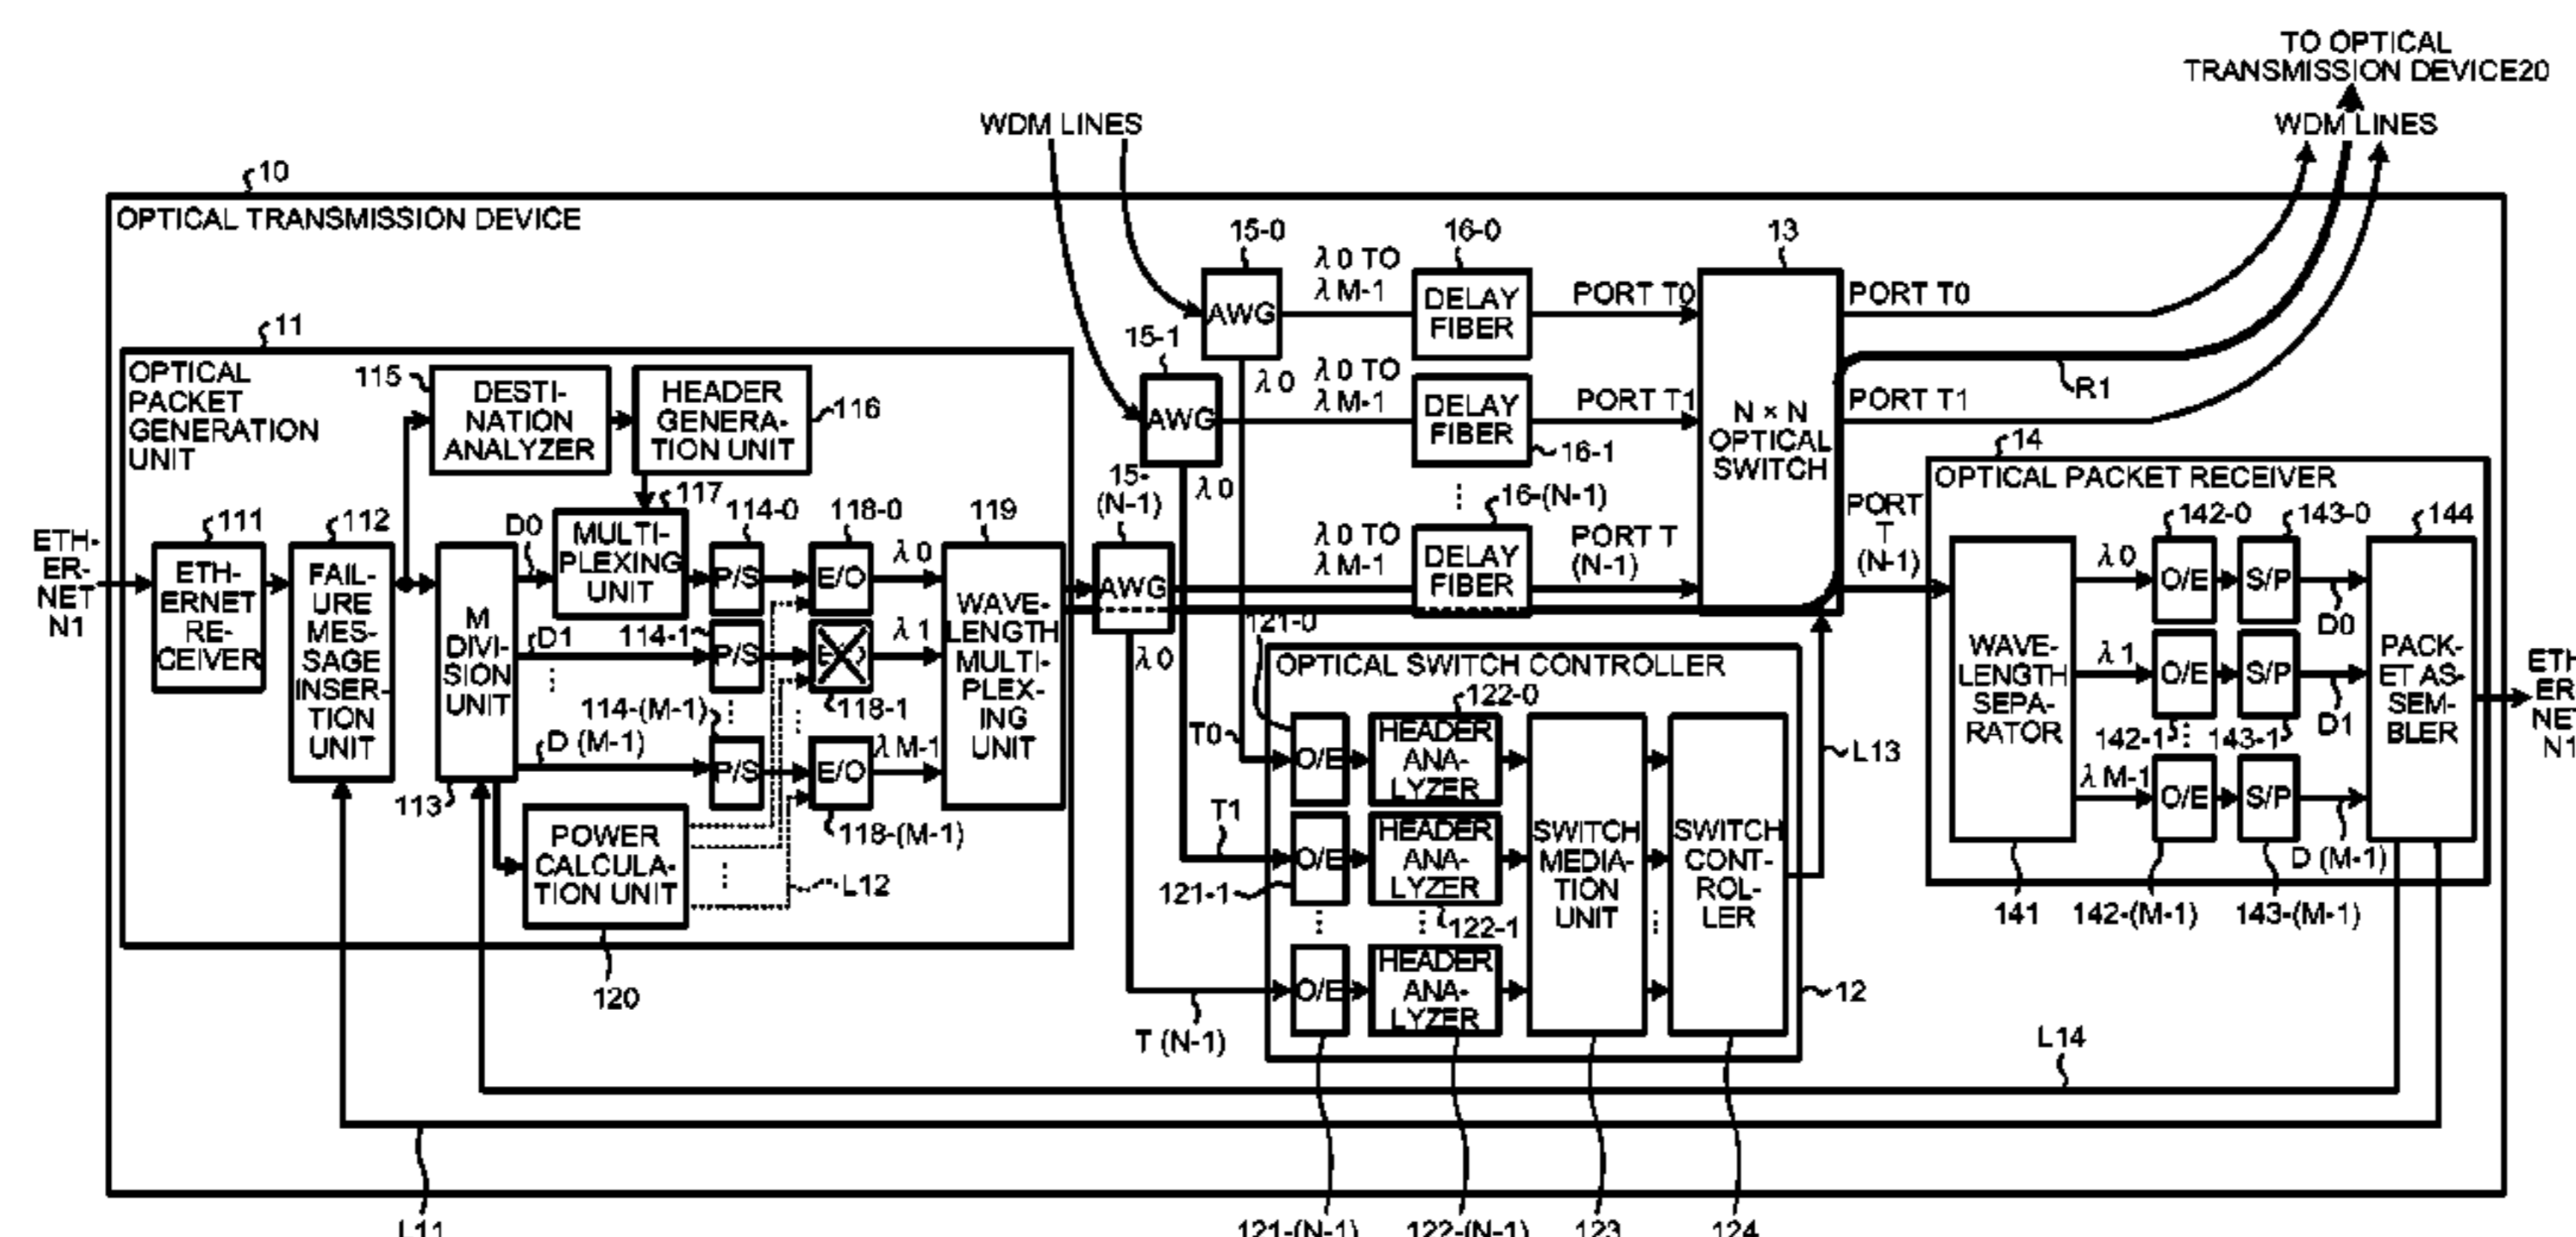 TO OPTICAL
TRANSMISSION DEVICE20
WDM LINES
WDM LINES
10
OPTICAL TRANSMISSION DEVICE
15-0
λ0 TO
λM-1
16-0
13
AWG
DELAY
FIBER
PORT T0
PORT T0
11
15-1
λ0
λ0 TO
λM-1
R1
OPTICAL
PACKET
GENERATION
UNIT
115
DESTI-
NATION
ANALYZER
HEADER
GENERA-
TION UNIT
116
AWG
DELAY
FIBER
PORT T1
N × N
OPTICAL
SWITCH
PORT T1
16-1
14
OPTICAL PACKET RECEIVER
15-
(N-1)
λ0
16-(N-1)
117
ETH-
ER-
NET
N1
111
ETH-
ERNET
RE-
CEIVER
112
FAIL-
URE
MES-
SAGE
INSER-
TION
UNIT
M
DIVI-
SION
UNIT
113
D0
MULTI-
PLEXING
UNIT
114-0
P/S
118-0
E/O
λ0
119
WAVE-
LENGTH
MULTI-
PLEX-
ING
UNIT
AWG
λ0
λ0 TO
λM-1
DELAY
FIBER
PORT T
(N-1)
PORT
T
(N-1)
D1
114-1
P/S
λ1
118-1
114-(M-1)
D (M-1)
P/S
E/O
λM-1
118-(M-1)
POWER
CALCULA-
TION UNIT
L12
120
121-0
OPTICAL SWITCH CONTROLLER
122-0
T0
O/E
HEADER
ANA-
LYZER
T1
O/E
HEADER
ANA-
LYZER
121-1
122-1
O/E
HEADER
ANA-
LYZER
T (N-1)
SWITCH
MEDIA-
TION
UNIT
SWITCH
CONT-
ROL-
LER
L13
12
142-0
143-0
144
WAVE-
LENGTH
SEPA-
RATOR
λ0
O/E
S/P
D0
λ1
O/E
S/P
D1
142-1
143-1
λM-1
O/E
S/P
D (M-1)
PACK-
ET AS-
SEM-
BLER
ETH
ER
NE
N1
141
142-(M-1)
143-(M-1)
L14
L11
121-(N-1)
122-(N-1)
123
124